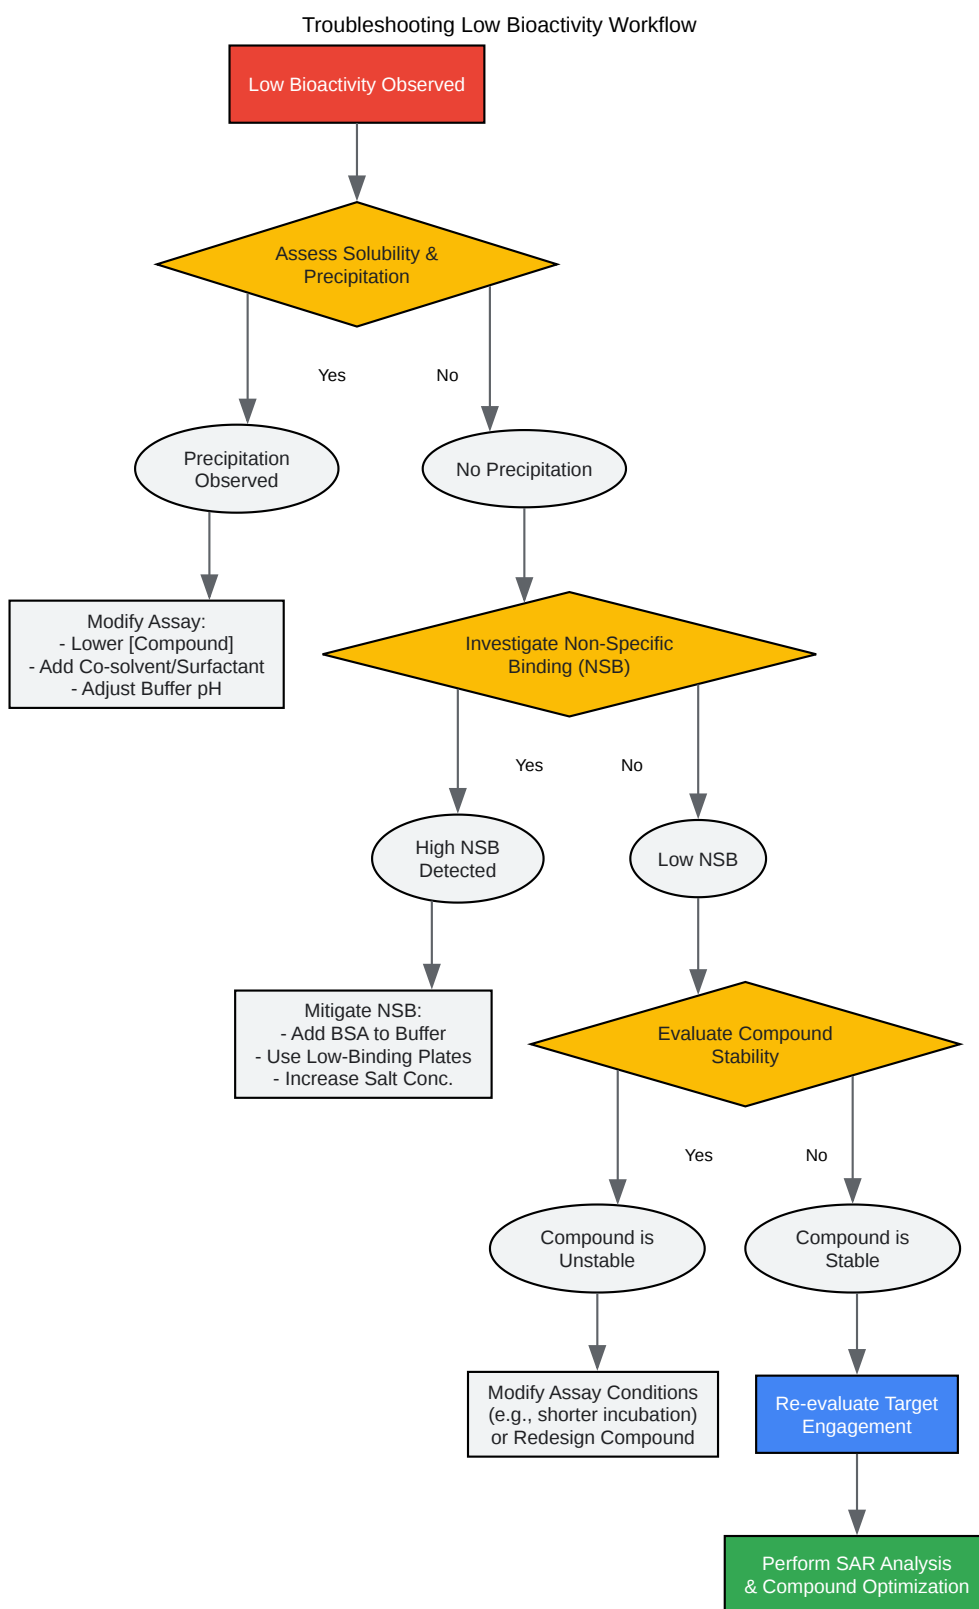 Troubleshooting Low Bioactivity Workflow
Low Bioactivity Observed
Assess Solubility &
Precipitation
Yes
No
Precipitation
Observed
No Precipitation
Modify Assay:
- Lower [Compound]
- Add Co-solvent/Surfactant
- Adjust Buffer pH
Investigate Non-Specific
Binding (NSB)
Yes
No
High NSB
Detected
Low NSB
Mitigate NSB:
- Add BSA to Buffer
- Use Low-Binding Plates
- Increase Salt Conc.
Evaluate Compound
Stability
Yes
No
Compound is
Unstable
Compound is
Stable
Modify Assay Conditions
(e.g., shorter incubation)
or Redesign Compound
Re-evaluate Target
Engagement
Perform SAR Analysis
& Compound Optimization